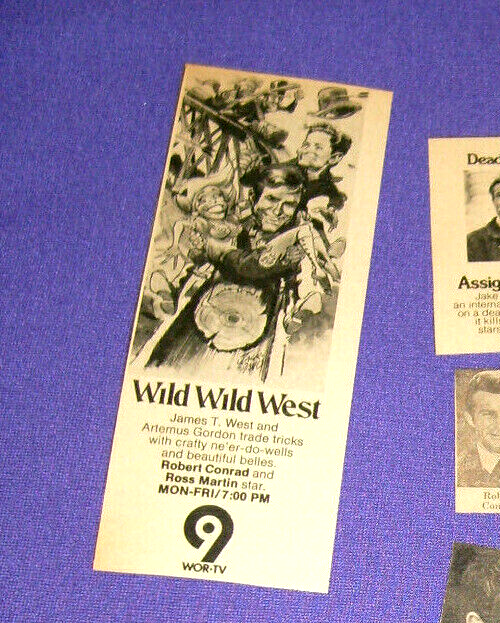 Wild Wild West
James T. West and
Artemus Gordon trade tricks
with crafty ne'er-do-wells
and beautiful belles.
Robert Conrad and
Ross Martin star.
MON-FRI/7:00 PM
9
WOR-TV
Dead
Assig
Jake
an interna
on a dea
it kill
stars
Rob
Con